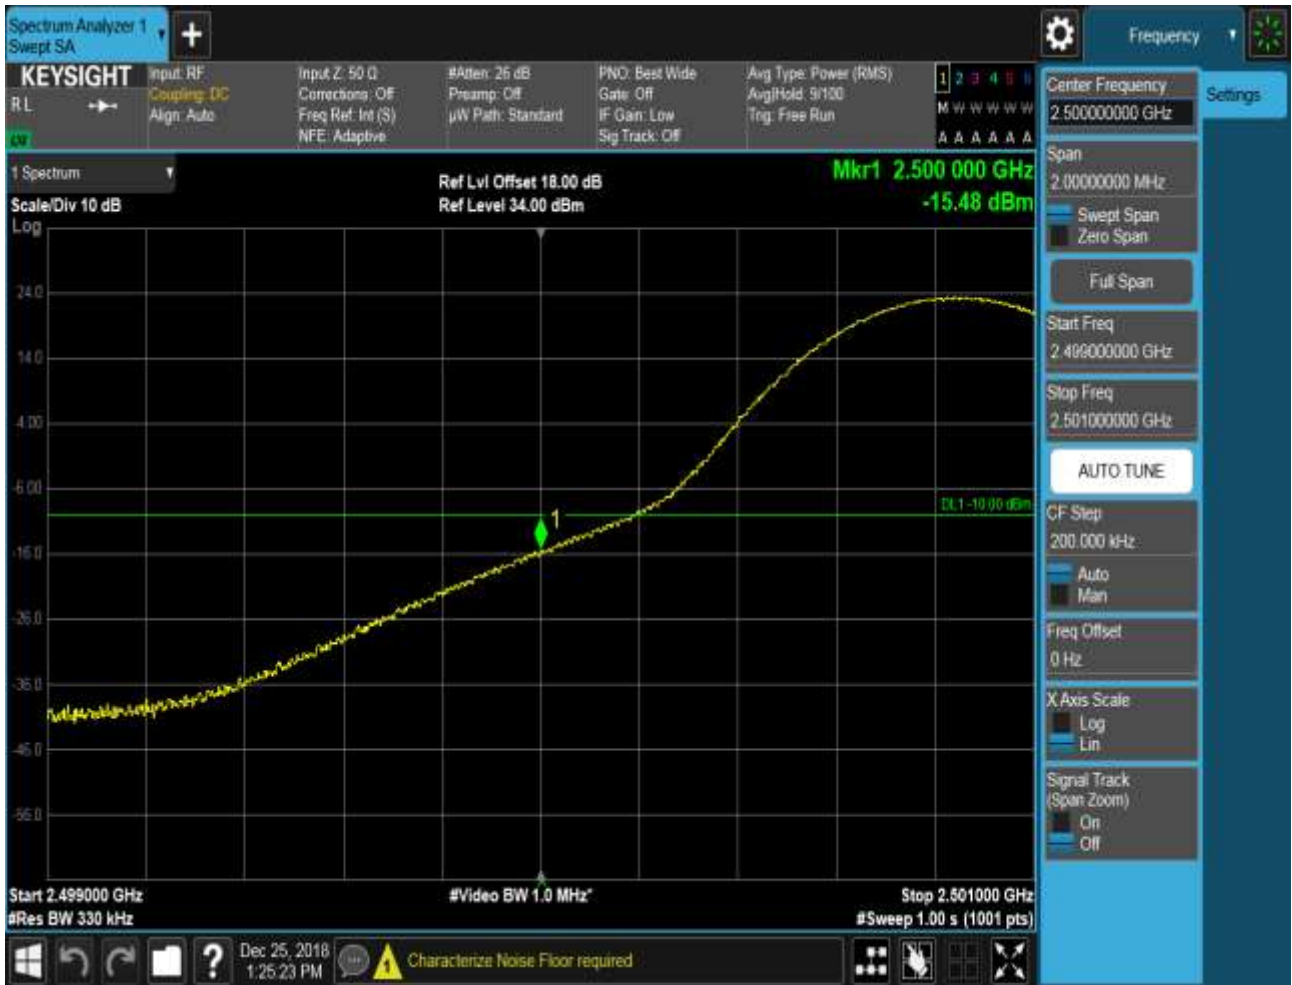 Spectrum Analyzer 1
Swept SA
Frequency
KEYSIGHT
RL
Input: RF
Coupling: DC
Align: Auto
Input Z: 50 Ω
Corrections: Off
Freq Ref: Int (S)
NFE: Adaptive
#Atten: 26 dB
Preamp: Off
µW Path: Standard
PNO: Best Wide
Gate: Off
IF Gain: Low
Sig Track: Off
Avg Type: Power (RMS)
Avg|Hold: 9/100
Trig: Free Run
1 2 3 4 5 6
M W W W W W
A A A A A A
1 Spectrum
Scale/Div 10 dB
Log
Ref Lvl Offset 18.00 dB
Ref Level 34.00 dBm
Mkr1 2.500 000 GHz
-15.48 dBm
24.0
14.0
4.00
-6.00
-16.0
-26.0
-36.0
-46.0
-56.0
1
DL1 -10.00 dBm
Start 2.499000 GHz
#Res BW 330 kHz
#Video BW 1.0 MHz*
Stop 2.501000 GHz
#Sweep 1.00 s (1001 pts)
Dec 25, 2018
1:25:23 PM
Characterize Noise Floor required
Center Frequency
2.500000000 GHz
Settings
Span
2.00000000 MHz
Swept Span
Zero Span
Full Span
Start Freq
2.499000000 GHz
Stop Freq
2.501000000 GHz
AUTO TUNE
CF Step
200.000 kHz
Auto
Man
Freq Offset
0 Hz
X Axis Scale
Log
Lin
Signal Track
(Span Zoom)
On
Off